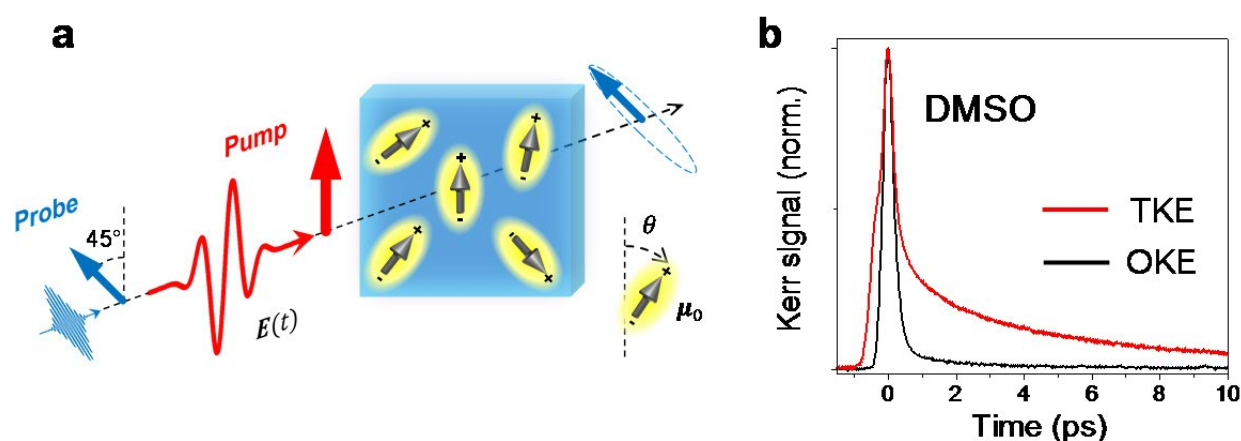 a
Pump
Probe
45°
E(t)
θ
μ₀
b
DMSO
TKE
OKE
Kerr signal (norm.)
0 2 4 6 8 10
Time (ps)